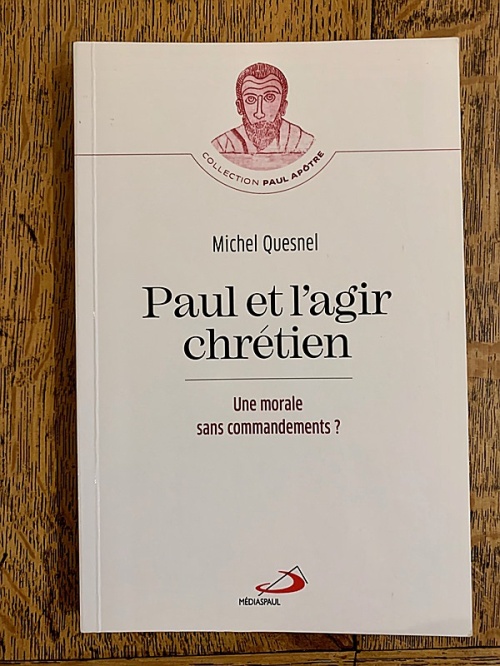 COLLECTION PAUL APÔTRE
Michel Quesnel
Paul et l'agir
chrétien
Une morale
sans commandements ?
MÉDIASPAUL